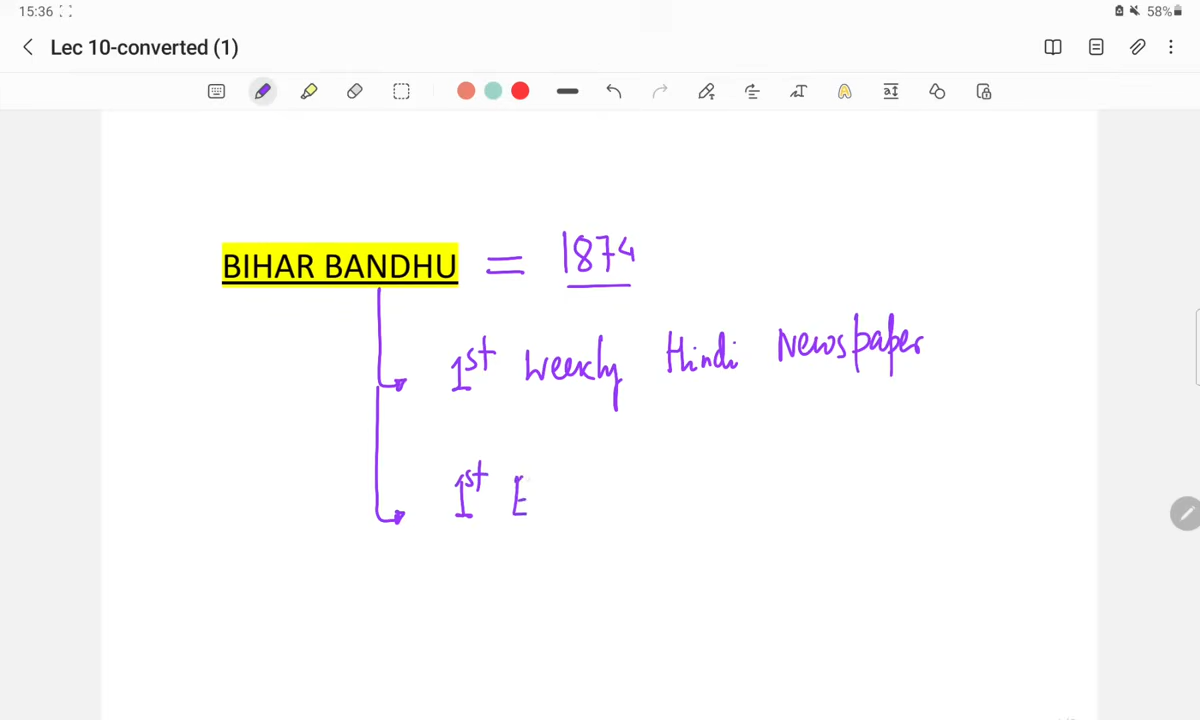 15:36
58%
Lec 10-converted (1)
BIHAR BANDHU = 1874
1st Weekly Hindi Newspaper
1st E